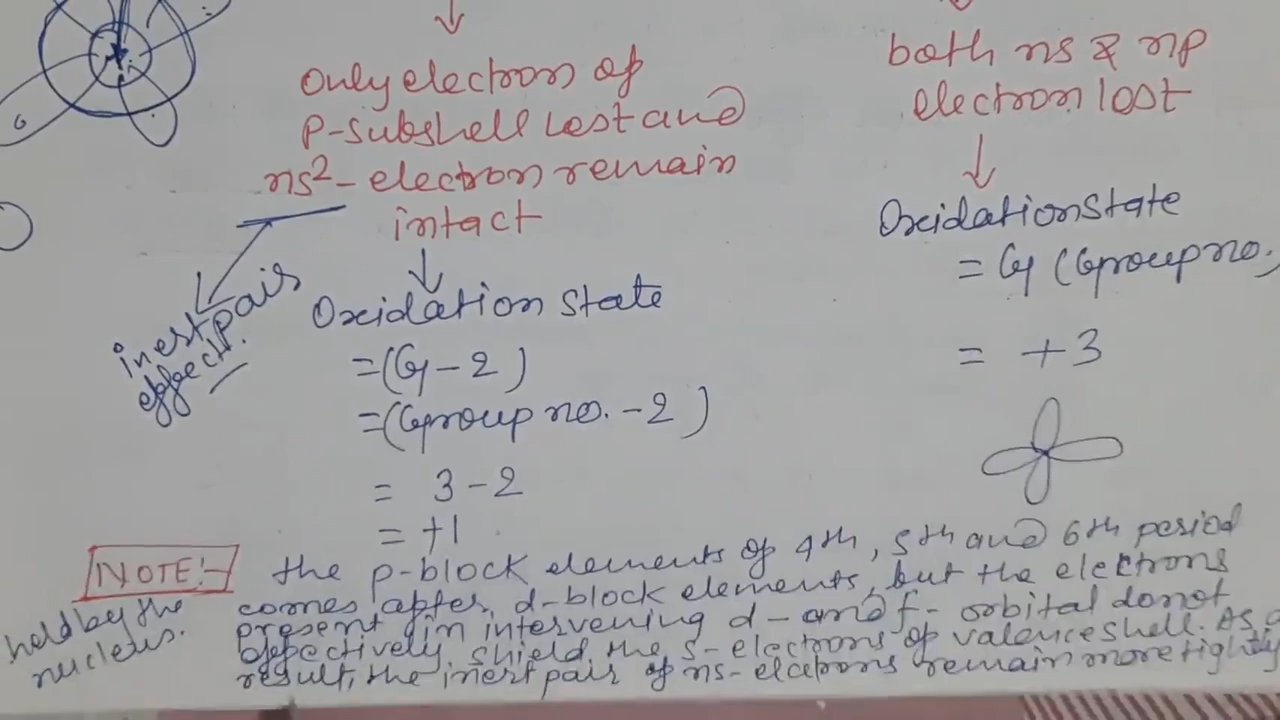 Only electron of
P-subshell lost and
ns²-electron remain
intact
inert pair
effect.
Oxidation state
=(G-2)
=(Group no.-2)
= 3-2
= +1
both ns & np
electron lost
Oxidation state
= G (Group no.)
= +3
NOTE:- the p-block elements of 4th, 5th and 6th period
comes after d-block elements, but the electrons
present in intervening d- and f- orbital donot
effectively shield the s-electrons of valence shell. As a
result, the inert pair of ns-electrons remain more tightly
held by the
nucleus.